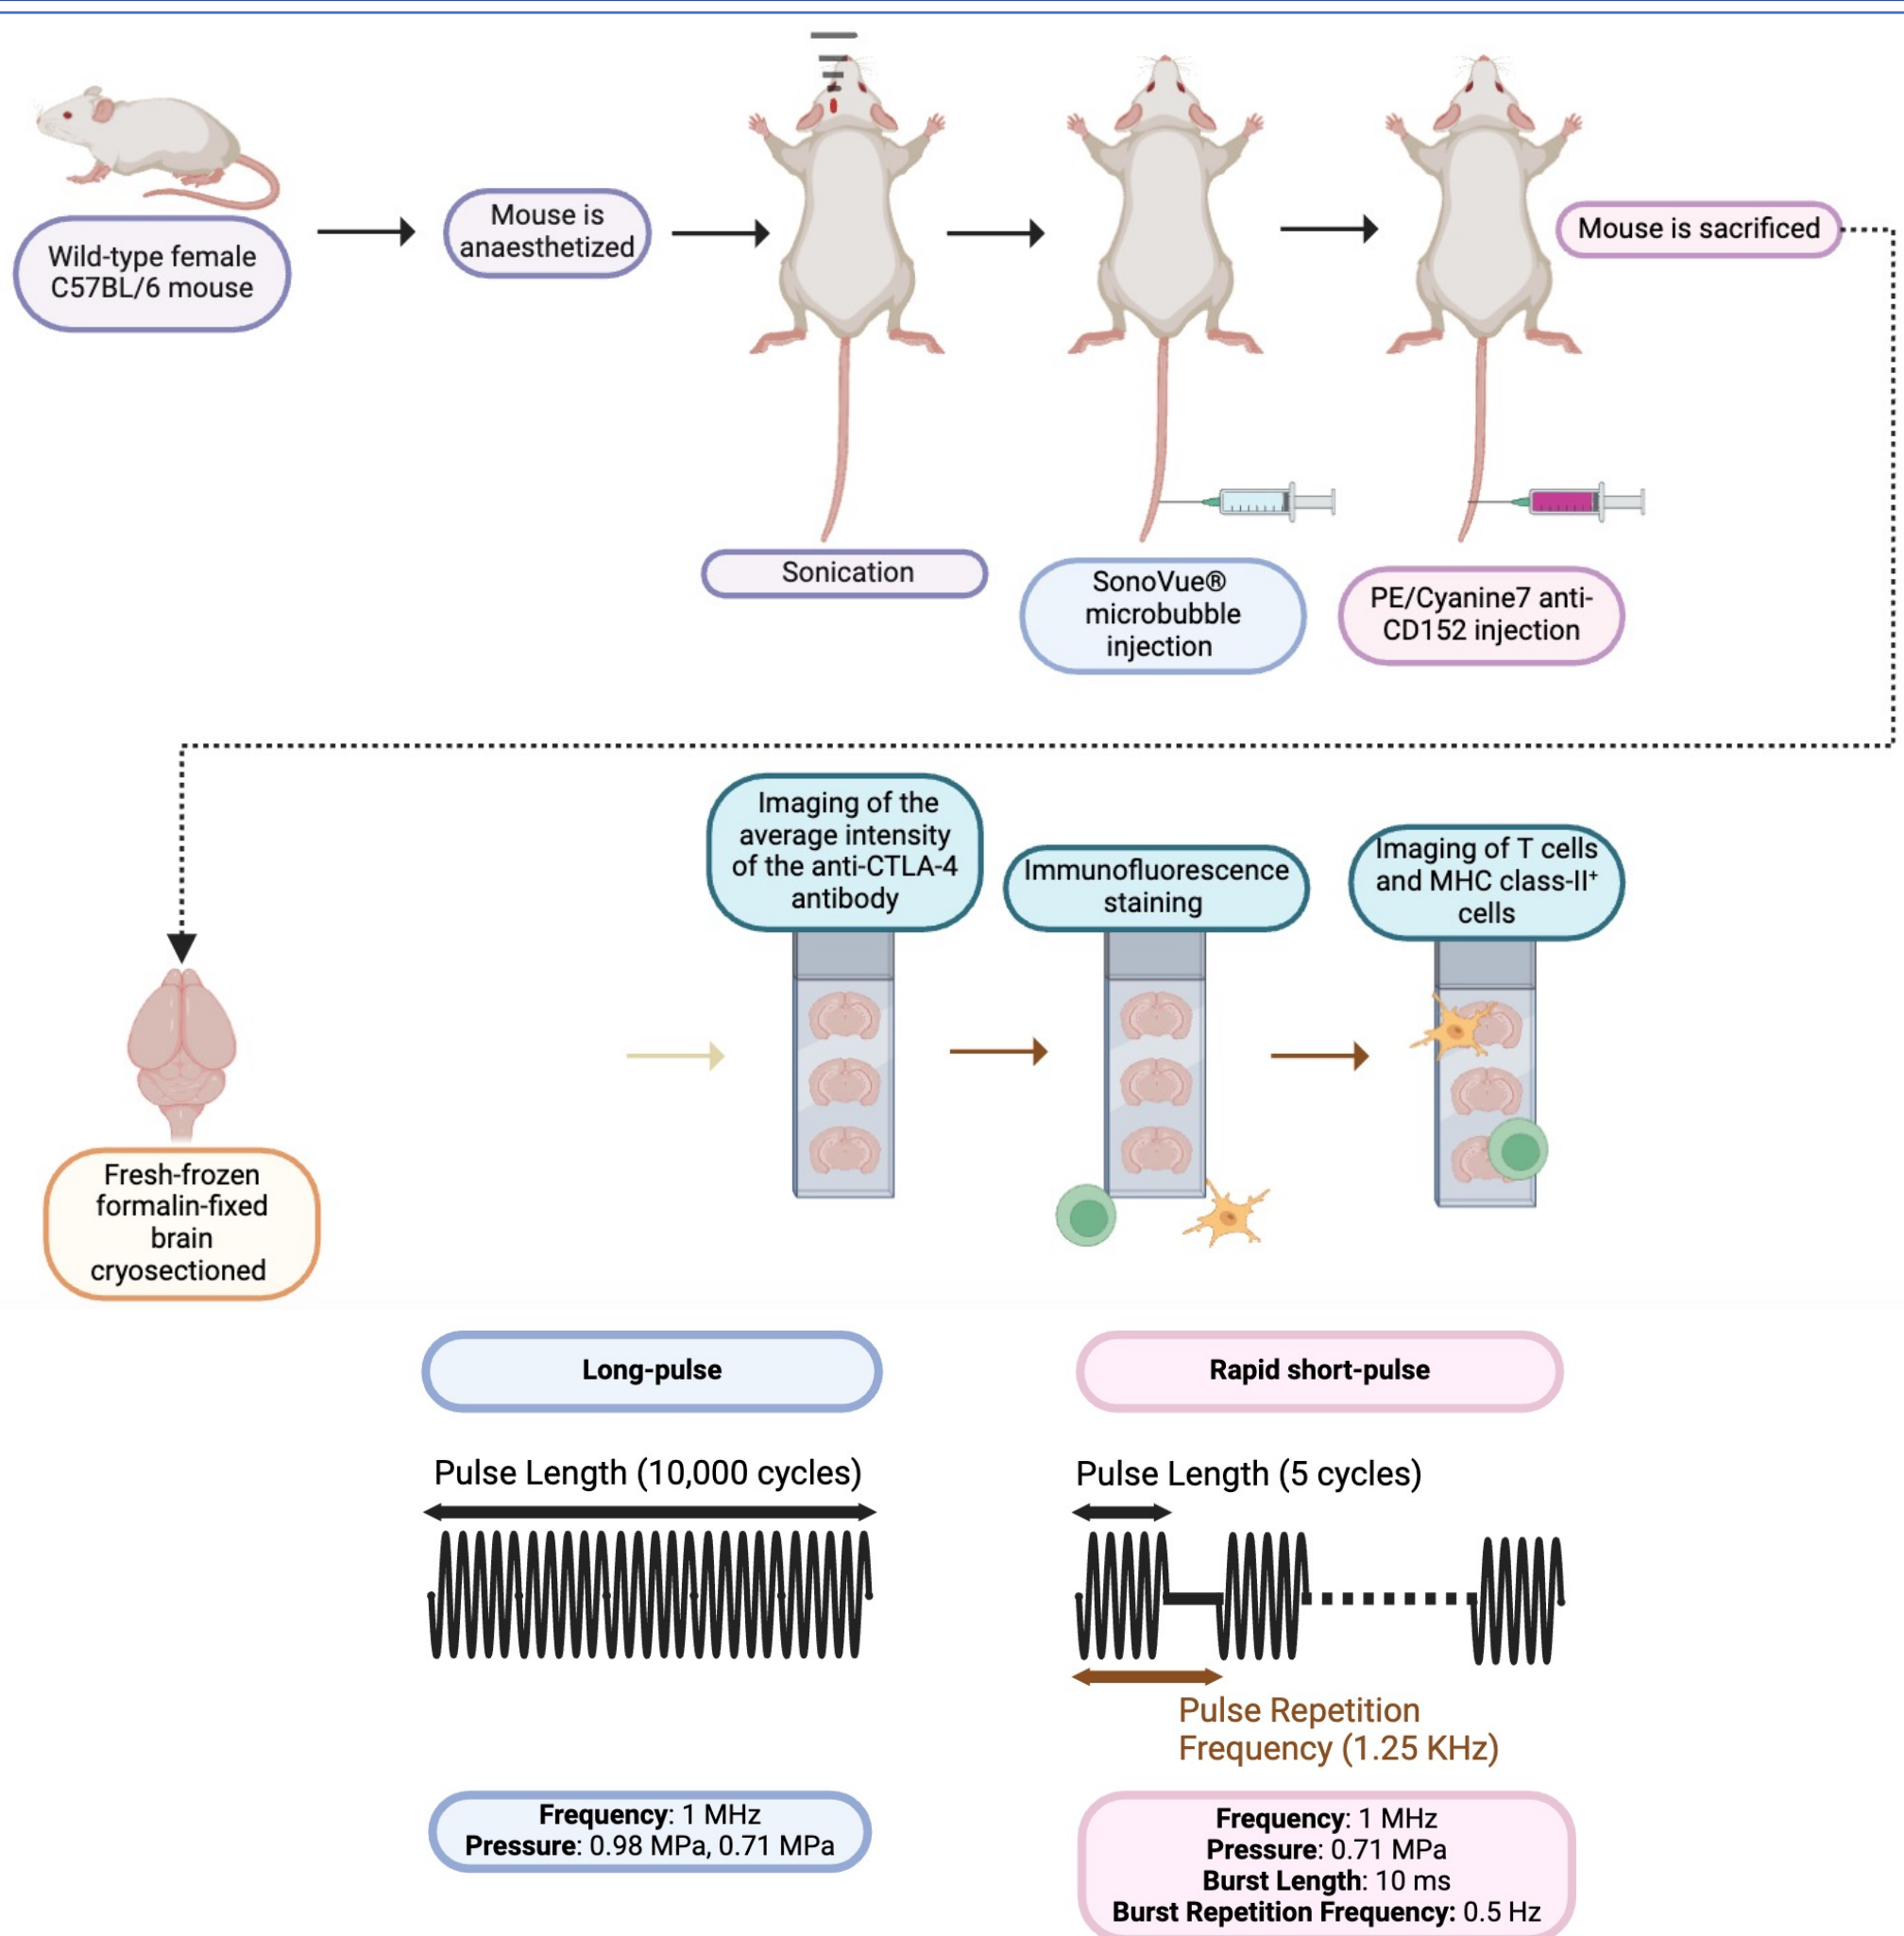 Wild-type female
C57BL/6 mouse
Mouse is
anaesthetized
Mouse is sacrificed
Sonication
SonoVue®
microbubble
injection
PE/Cyanine7 anti-
CD152 injection
Imaging of the
average intensity
of the anti-CTLA-4
antibody
Immunofluorescence
staining
Imaging of T cells
and MHC class-II⁺
cells
Fresh-frozen
formalin-fixed
brain
cryosectioned
Long-pulse
Pulse Length (10,000 cycles)
Frequency: 1 MHz
Pressure: 0.98 MPa, 0.71 MPa
Rapid short-pulse
Pulse Length (5 cycles)
Pulse Repetition
Frequency (1.25 KHz)
Frequency: 1 MHz
Pressure: 0.71 MPa
Burst Length: 10 ms
Burst Repetition Frequency: 0.5 Hz